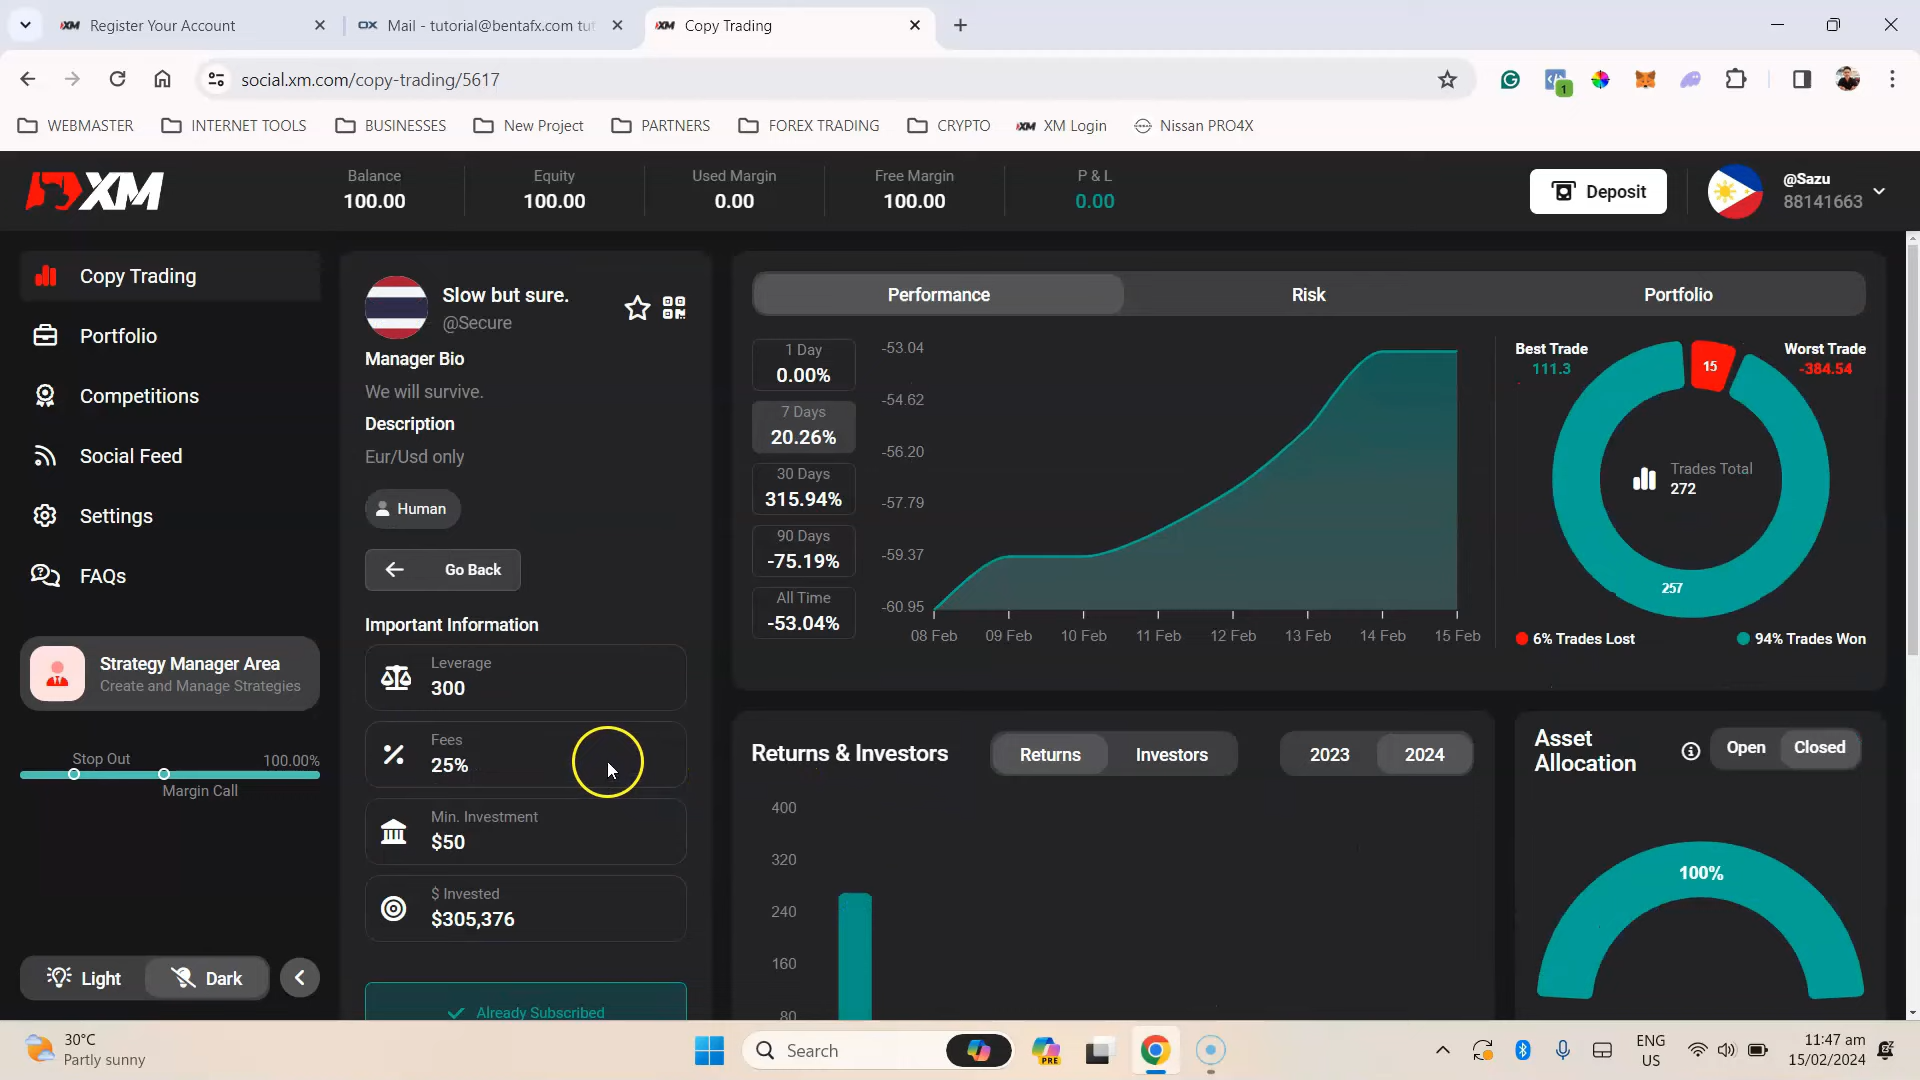 Register Your Account
Mail - tutorial@bentafx.com tut
Copy Trading
social.xm.com/copy-trading/5617
1
WEBMASTER
INTERNET TOOLS
BUSINESSES
New Project
PARTNERS
FOREX TRADING
CRYPTO
XM Login
Nissan PRO4X
XM
Balance
100.00
Equity
100.00
Used Margin
0.00
Free Margin
100.00
P & L
0.00
Deposit
@Sazu
88141663
Copy Trading
Portfolio
Competitions
Social Feed
Settings
FAQs
Strategy Manager Area
Create and Manage Strategies
Stop Out
100.00%
Margin Call
Light
Dark
Slow but sure.
@Secure
Manager Bio
We will survive.
Description
Eur/Usd only
Human
Go Back
Important Information
Leverage
300
Fees
25%
Min. Investment
$50
$ Invested
$305,376
Already Subscribed
Performance
Risk
Portfolio
1 Day
0.00%
7 Days
20.26%
30 Days
315.94%
90 Days
-75.19%
All Time
-53.04%
-53.04
-54.62
-56.20
-57.79
-59.37
-60.95
08 Feb
09 Feb
10 Feb
11 Feb
12 Feb
13 Feb
14 Feb
15 Feb
Best Trade
111.3
Worst Trade
-384.54
15
Trades Total
272
257
6% Trades Lost
94% Trades Won
Returns & Investors
Returns
Investors
2023
2024
400
320
240
160
80
Asset
Allocation
Open
Closed
100%
30°C
Partly sunny
Search
PRE
ENG
US
11:47 am
15/02/2024